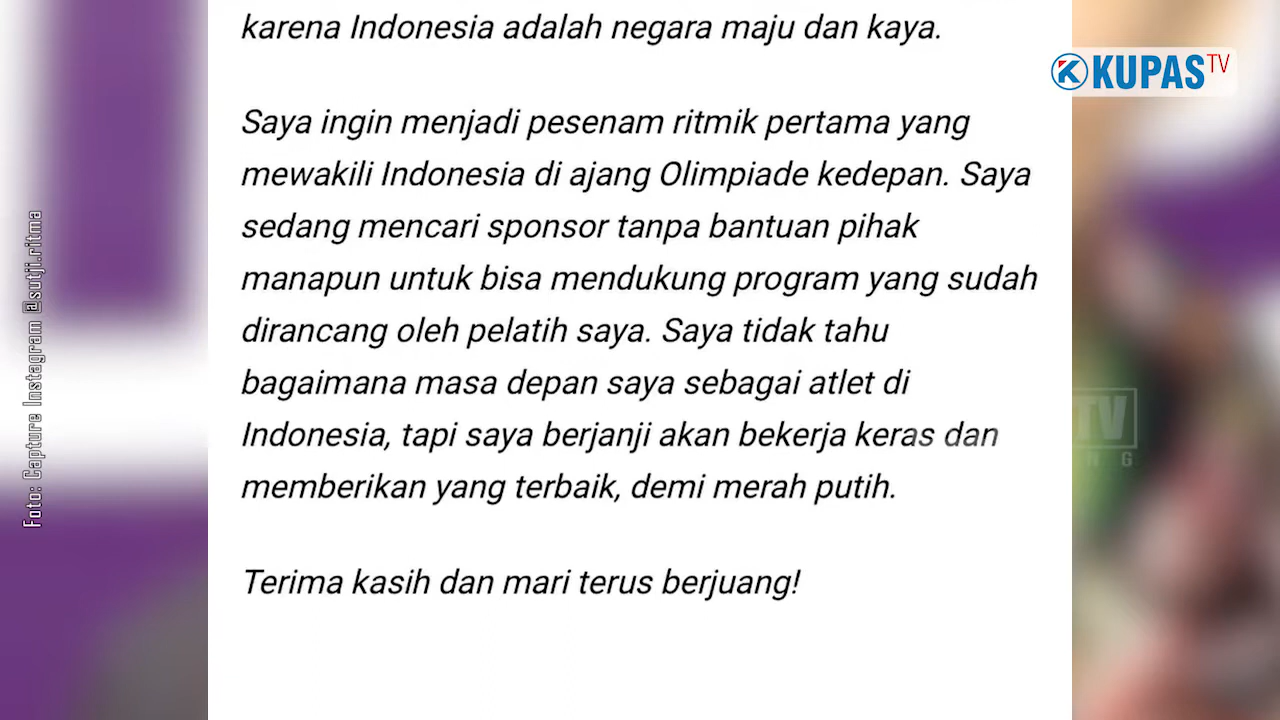 karena Indonesia adalah negara maju dan kaya.
KUPAS TV
Saya ingin menjadi pesenam ritmik pertama yang
mewakili Indonesia di ajang Olimpiade kedepan. Saya
sedang mencari sponsor tanpa bantuan pihak
manapun untuk bisa mendukung program yang sudah
dirancang oleh pelatih saya. Saya tidak tahu
bagaimana masa depan saya sebagai atlet di
Indonesia, tapi saya berjanji akan bekerja keras dan
memberikan yang terbaik, demi merah putih.
Terima kasih dan mari terus berjuang!
Foto: Capture Instagram @sutji.ritma
TV